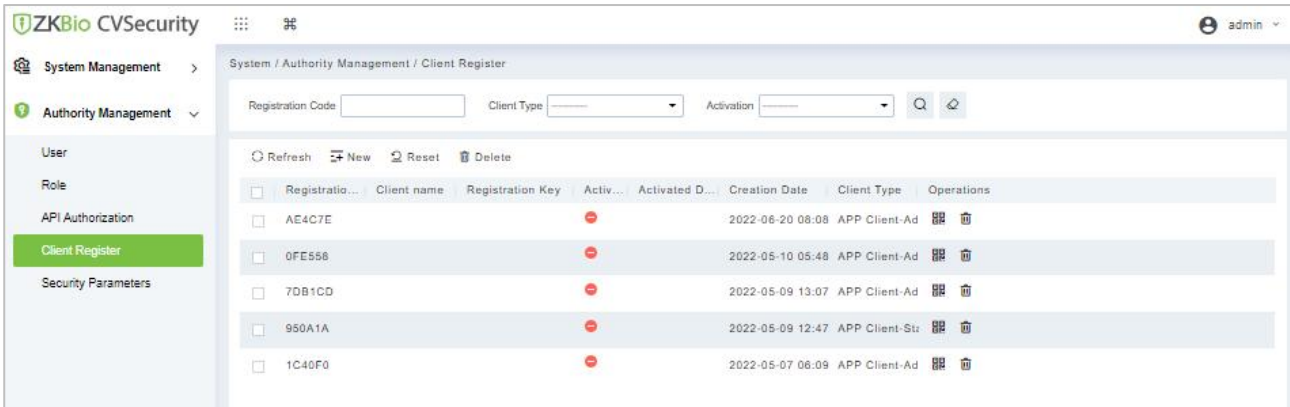 ZKBio CVSecurity
admin
System Management
System / Authority Management / Client Register
Authority Management
Registration Code Client Type ---------- Activation ----------
User
Role
API Authorization
Client Register
Security Parameters
Refresh New Reset Delete
Registratio... Client name Registration Key Activ... Activated D... Creation Date Client Type Operations
AE4C7E 2022-06-20 08:08 APP Client-Ad
0FE558 2022-05-10 05:48 APP Client-Ad
7DB1CD 2022-05-09 13:07 APP Client-Ad
950A1A 2022-05-09 12:47 APP Client-Sta
1C40F0 2022-05-07 06:09 APP Client-Ad